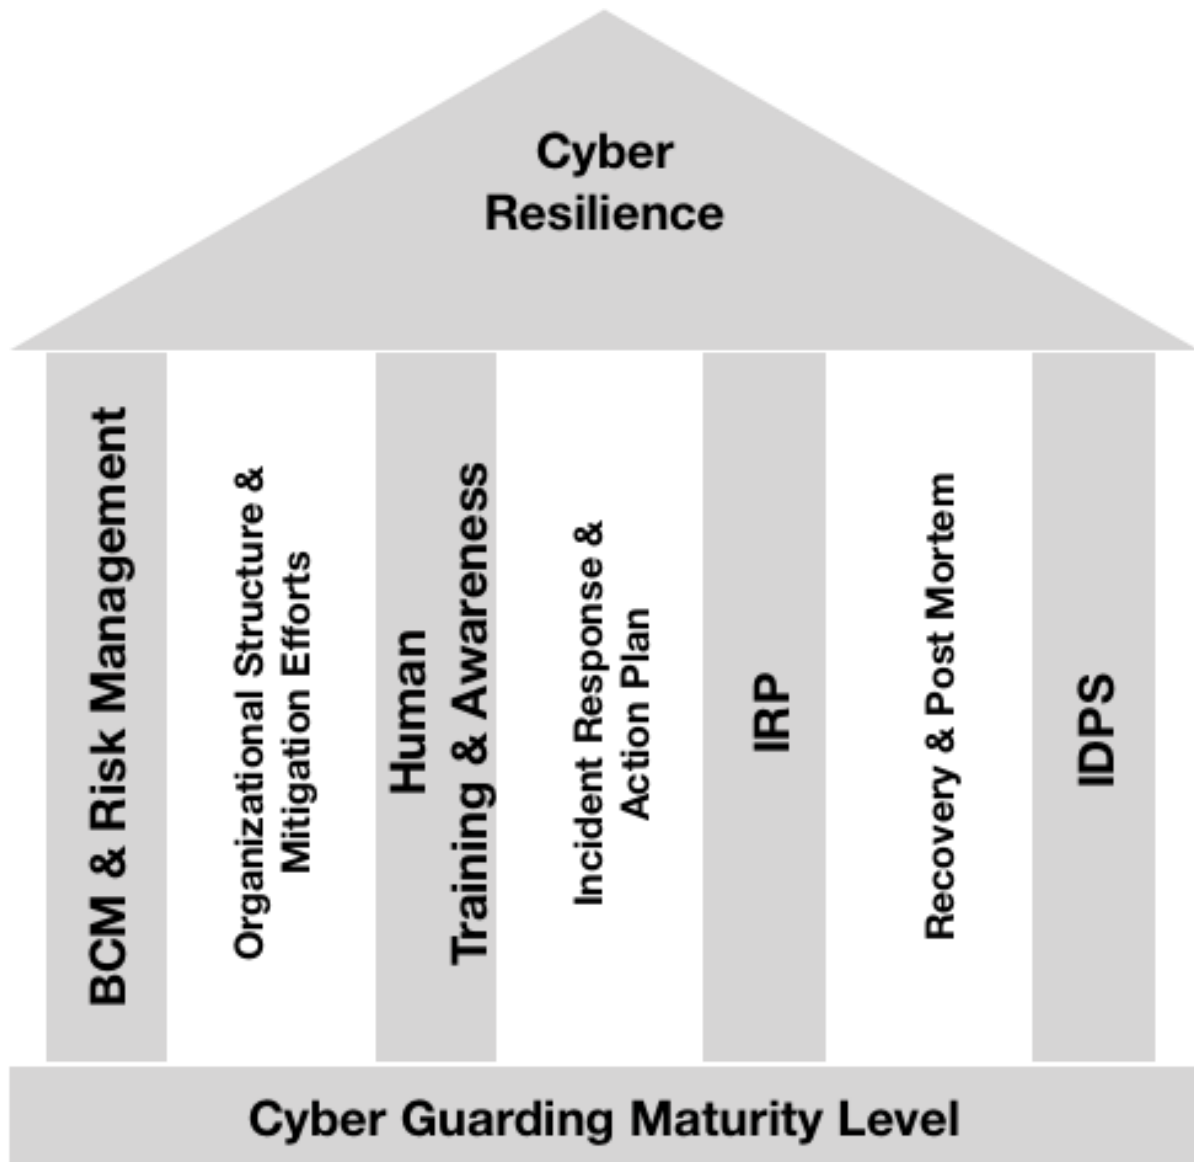 Cyber
Resilience
BCM & Risk Management
Organizational Structure &
Mitigation Efforts
Human
Training & Awareness
Incident Response &
Action Plan
IRP
Recovery & Post Mortem
IDPS
Cyber Guarding Maturity Level